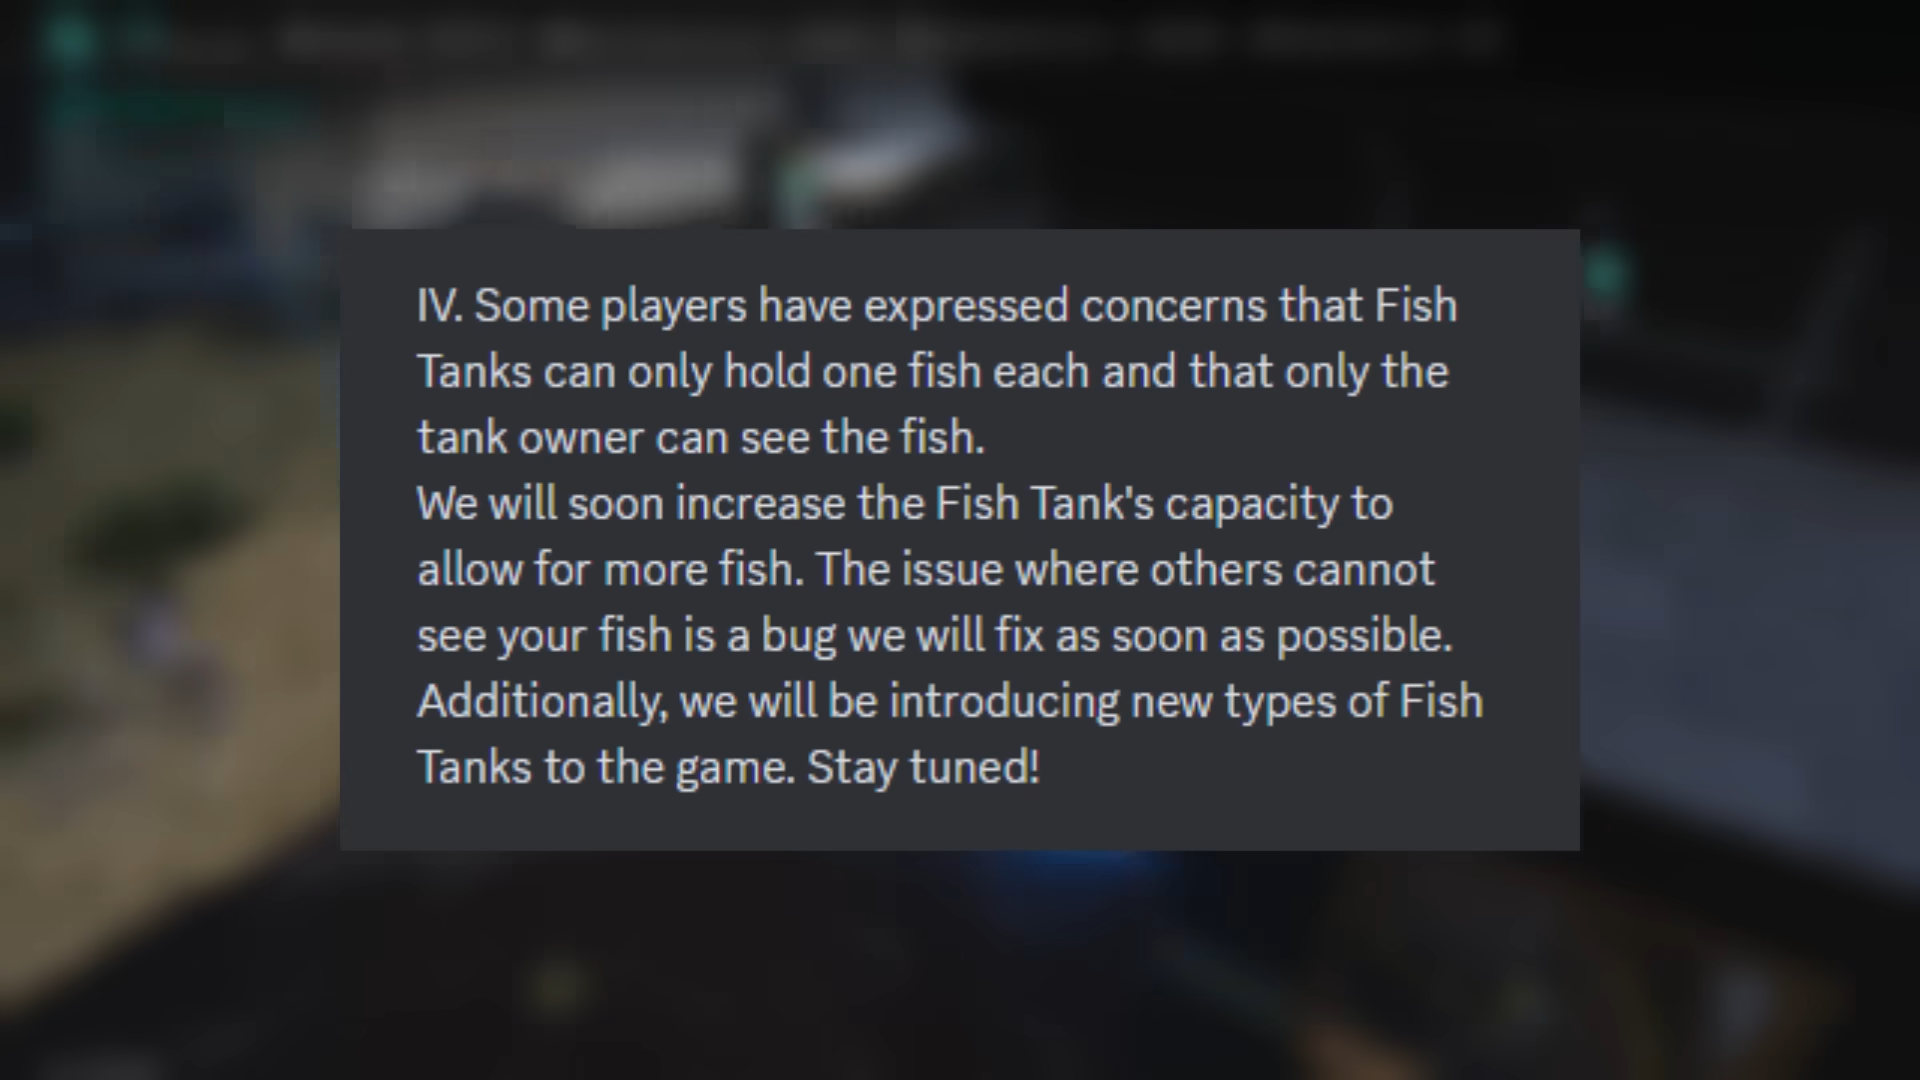 IV. Some players have expressed concerns that Fish
Tanks can only hold one fish each and that only the
tank owner can see the fish.
We will soon increase the Fish Tank's capacity to
allow for more fish. The issue where others cannot
see your fish is a bug we will fix as soon as possible.
Additionally, we will be introducing new types of Fish
Tanks to the game. Stay tuned!